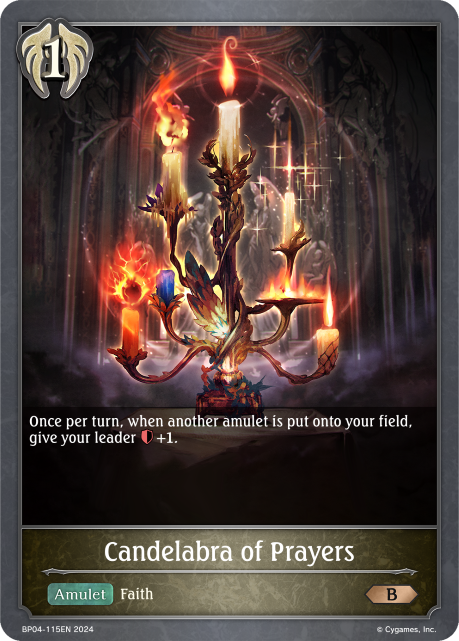 1
Once per turn, when another amulet is put onto your field,
give your leader +1.
Candelabra of Prayers
Amulet Faith B
BP04-115EN 2024 © Cygames, Inc.